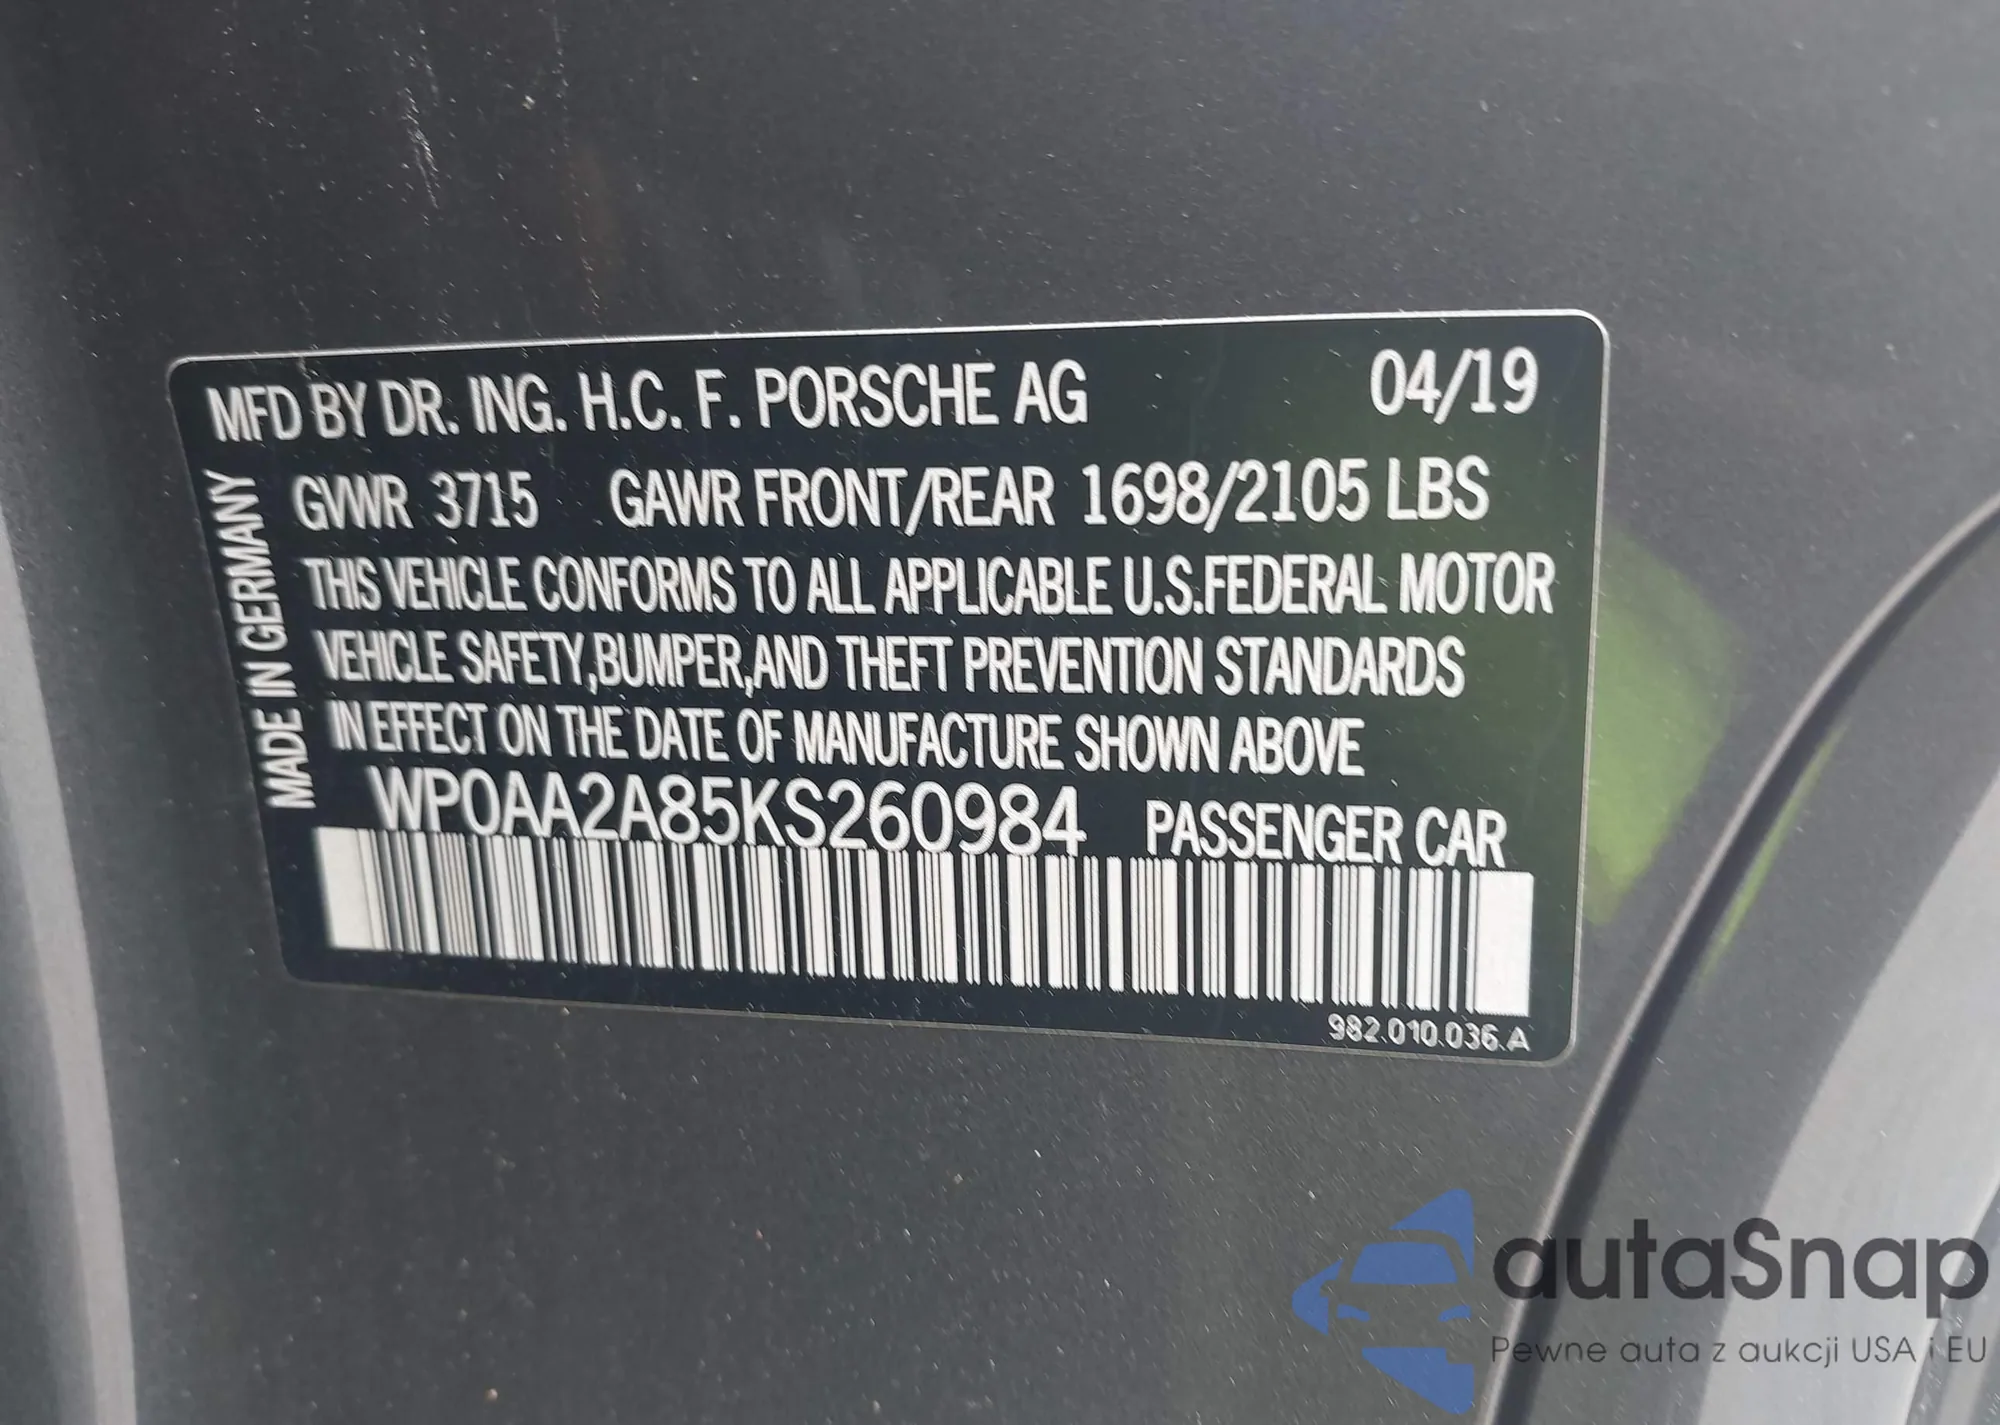 MFD BY DR. ING. H.C. F. PORSCHE AG 04/19
GVWR 3715 GAWR FRONT/REAR 1698/2105 LBS
THIS VEHICLE CONFORMS TO ALL APPLICABLE U.S.FEDERAL MOTOR
VEHICLE SAFETY,BUMPER,AND THEFT PREVENTION STANDARDS
IN EFFECT ON THE DATE OF MANUFACTURE SHOWN ABOVE
WP0AA2A85KS260984 PASSENGER CAR
982.010.036.A
MADE IN GERMANY
autaSnap
Pewne auta z aukcji USA i EU